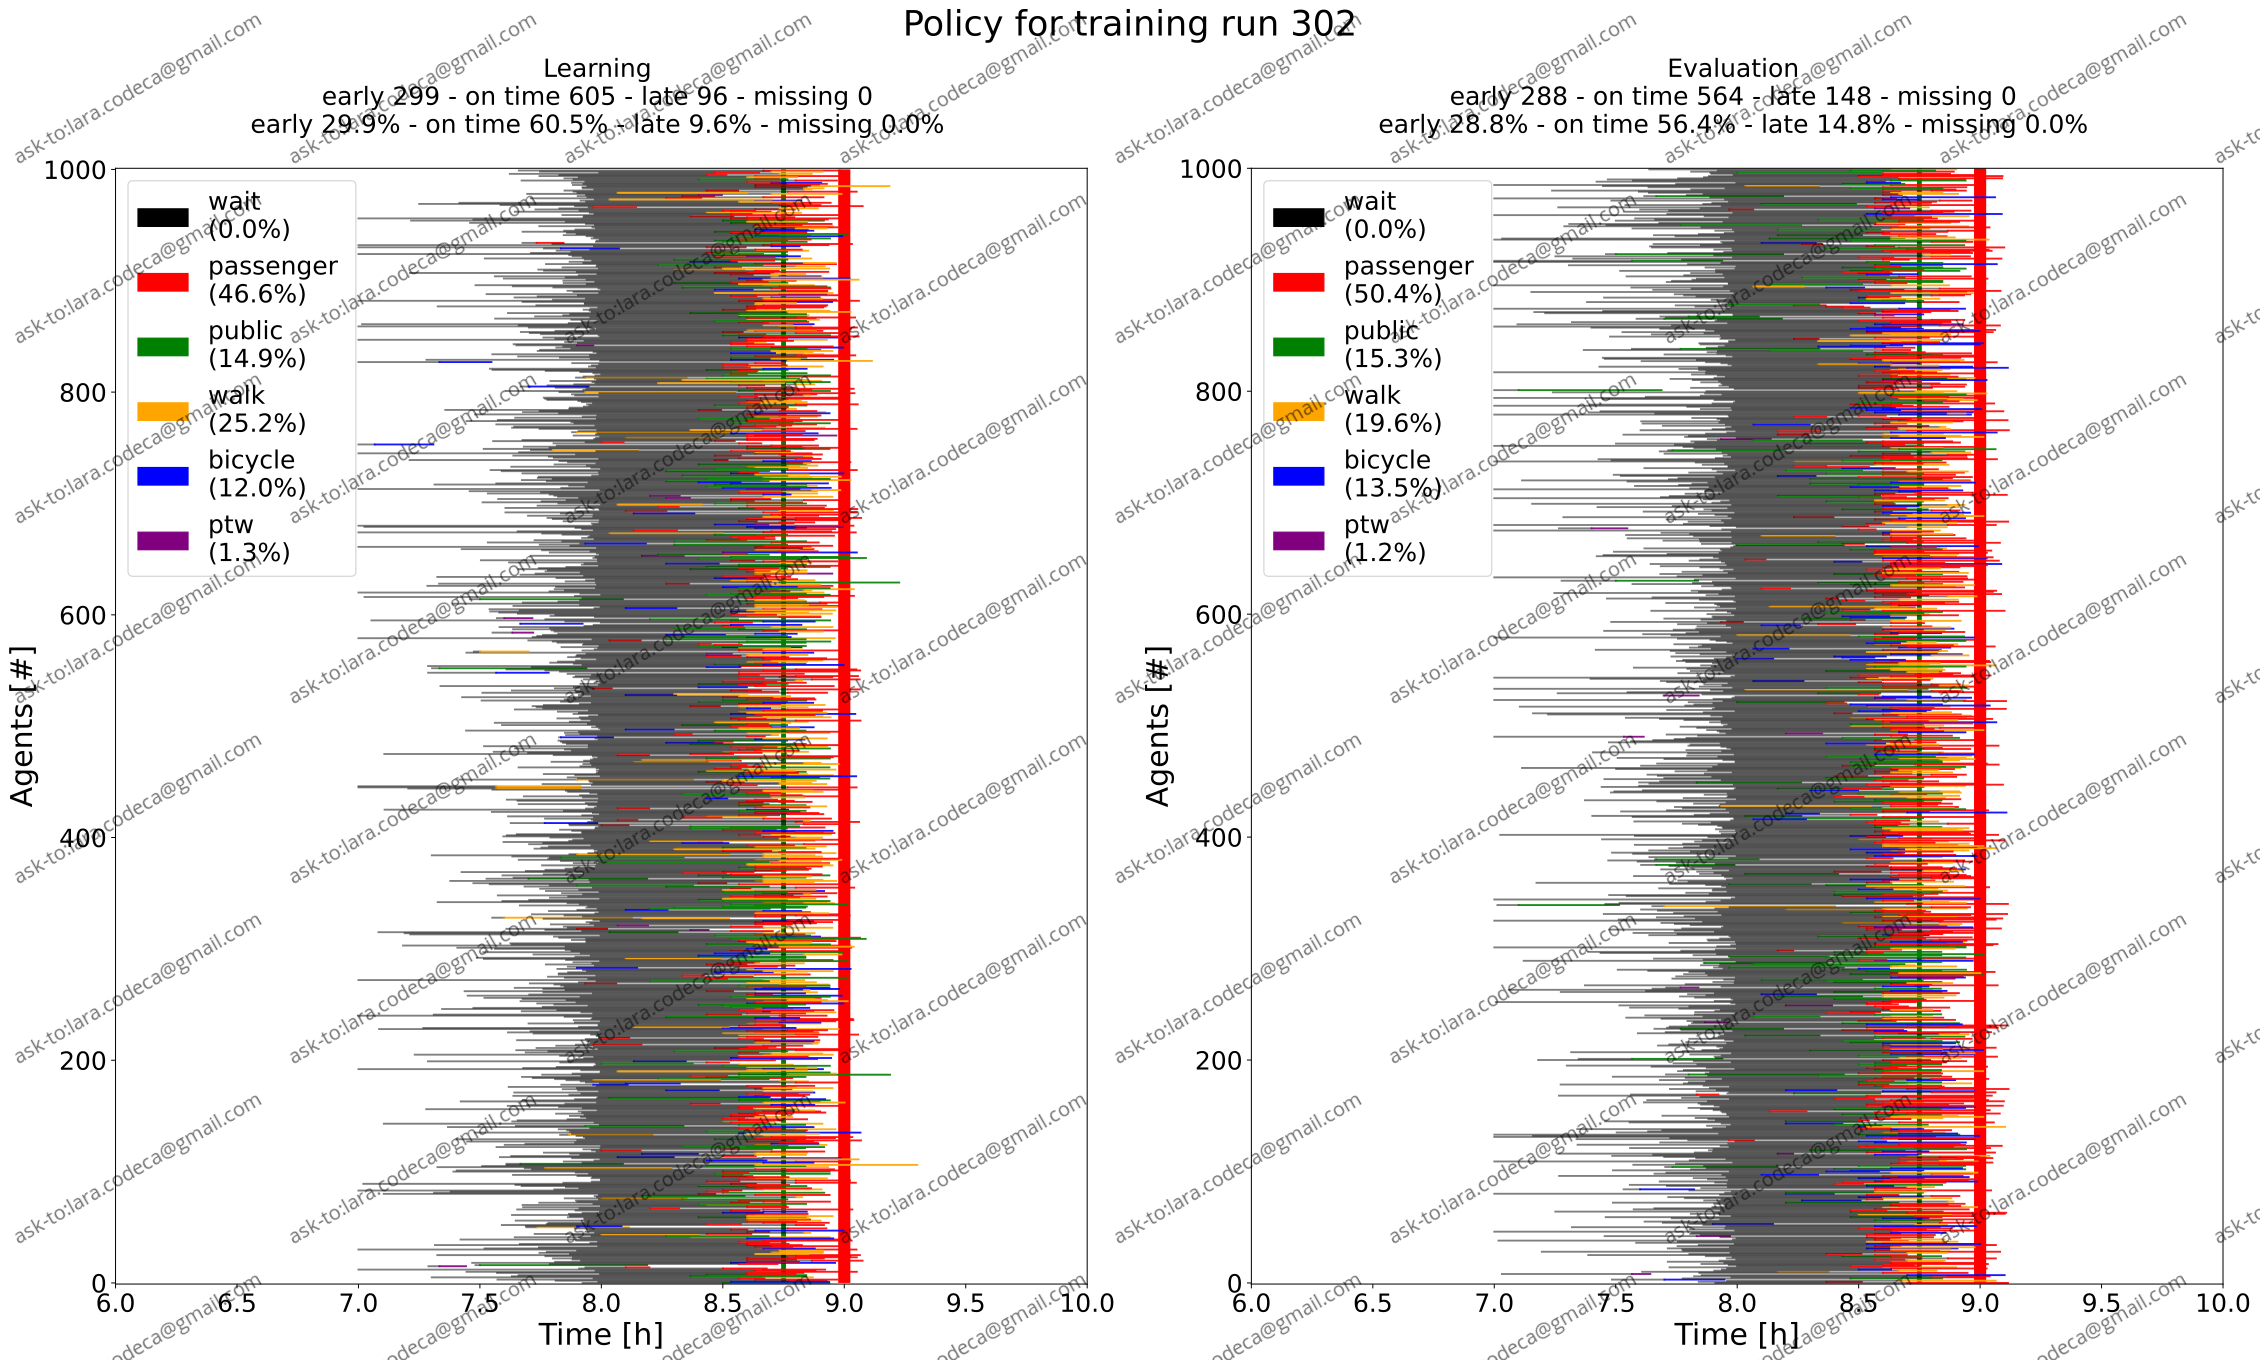 Policy for training run 302
Learning
early 299 - on time 605 - late 96 - missing 0
early 29.9% - on time 60.5% - late 9.6% - missing 0.0%
1000
800
600
400
200
0
Agents [#]
wait
(0.0%)
passenger
(46.6%)
public
(14.9%)
walk
(25.2%)
bicycle
(12.0%)
ptw
(1.3%)
6.0 6.5 7.0 7.5 8.0 8.5 9.0 9.5 10.0
Time [h]
Evaluation
early 288 - on time 564 - late 148 - missing 0
early 28.8% - on time 56.4% - late 14.8% - missing 0.0%
1000
800
600
400
200
0
Agents [#]
wait
(0.0%)
passenger
(50.4%)
public
(15.3%)
walk
(19.6%)
bicycle
(13.5%)
ptw
(1.2%)
6.0 6.5 7.0 7.5 8.0 8.5 9.0 9.5 10.0
Time [h]
ask-to:lara.codeca@gmail.com